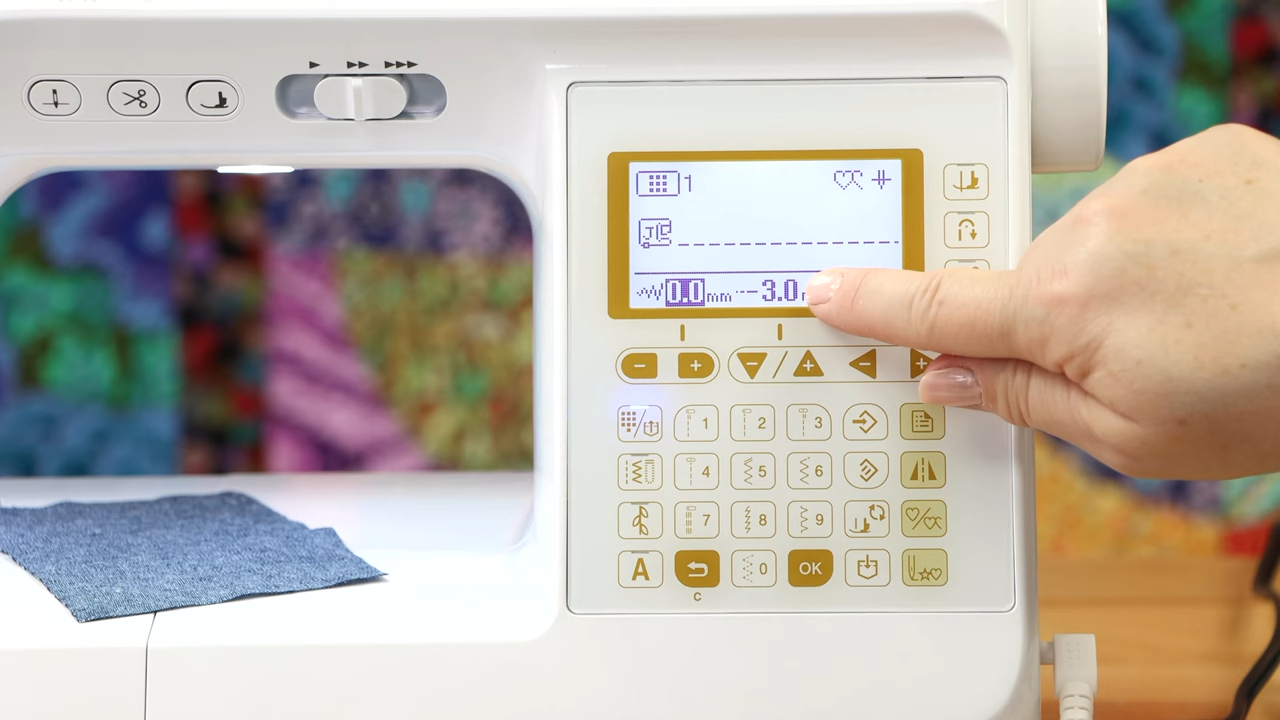 1
J
0.0mm 3.0
- + - / + - +
1 2 3
4 5 6
7 8 9
A 0 OK
C